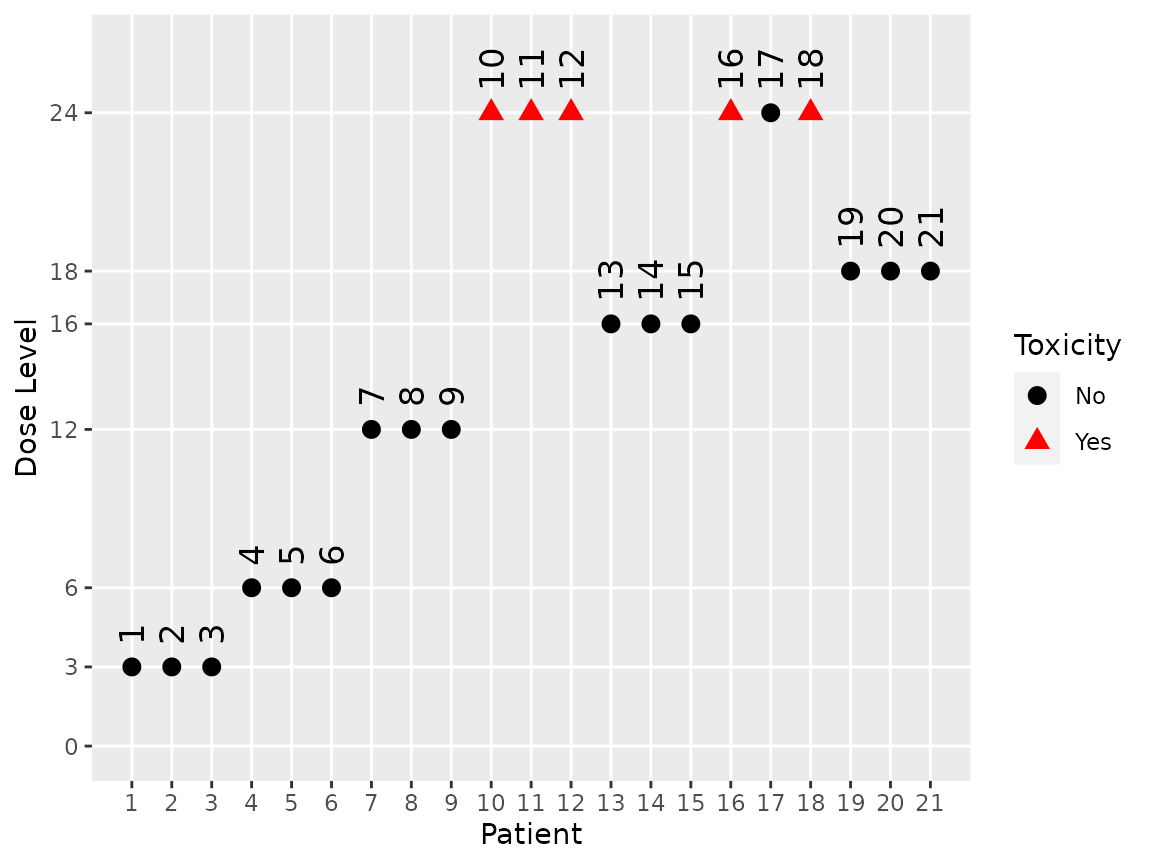 10 11 12 16 17 18
24
19 20 21
18
13 14 15
16
7 8 9
12
4 5 6
6
1 2 3
3
0
Dose Level
1 2 3 4 5 6 7 8 9 10 11 12 13 14 15 16 17 18 19 20 21
Patient
Toxicity
No
Yes